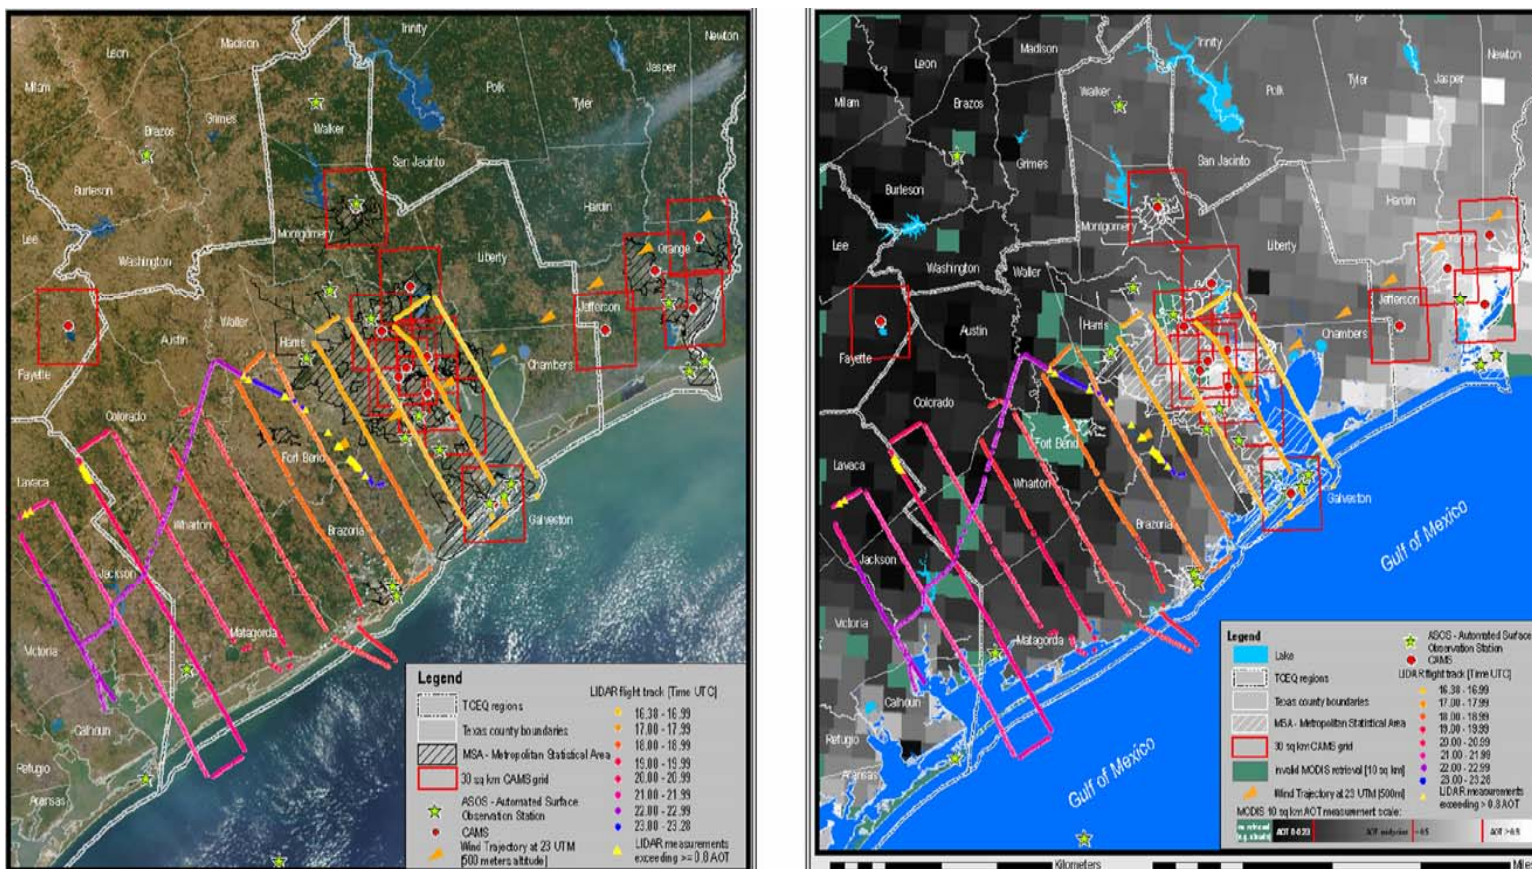 Newton
Trinity
Madison
Leon
Jasper
Milam
Polk
Tyler
Grimes
Brazos
Walker
San Jacinto
Burleson
Hardin
Lee
Montgomery
Orange
Washington
Liberty
Jefferson
Waller
Austin
Harris
Chambers
Fayette
Colorado
Fort Bend
Lavaca
Wharton
Galveston
Brazoria
Jackson
Matagorda
Victoria
Calhoun
Refugio
Aransas
Legend
TCEQ regions
Texas county boundaries
MSA - Metropolitan Statistical Area
30 sq km CAMS grid
ASOS - Automated Surface
Observation Station
CAMS
Wind Trajectory at 23 UTM
[500 meters altitude]
LIDAR flight track [Time UTC]
16.38 - 16.99
17.00 - 17.99
18.00 - 18.99
19.00 - 19.99
20.00 - 20.99
21.00 - 21.99
22.00 - 22.99
23.00 - 23.28
LIDAR measurements
exceeding >= 0.8 AOT
Newton
Trinity
Madison
Leon
Jasper
Tyler
Polk
Walker
Milam
Brazos
Grimes
San Jacinto
Burleson
Hardin
Montgomery
Orange
Lee
Liberty
Washington
Waller
Jefferson
Harris
Chambers
Austin
Fayette
Colorado
Fort Bend
Lavaca
Wharton
Galveston
Brazoria
Gulf of Mexico
Jackson
Matagorda
Victoria
Calhoun
Refugio
Aransas
Gulf of Mexico
Legend
Lake
TCEQ regions
Texas county boundaries
MSA - Metropolitan Statistical Area
30 sq km CAMS grid
invalid MODIS retrieval [10 sq km]
Wind Trajectory at 23 UTM [500m]
MODIS 10 sq km AOT measurement scale:
ASOS - Automated Surface
Observation Station
CAMS
LIDAR flight track [Time UTC]
16.38 - 16.99
17.00 - 17.99
18.00 - 18.99
19.00 - 19.99
20.00 - 20.99
21.00 - 21.99
22.00 - 22.99
23.00 - 23.28
LIDAR measurements
exceeding > 0.8 AOT
Kilometers
Miles